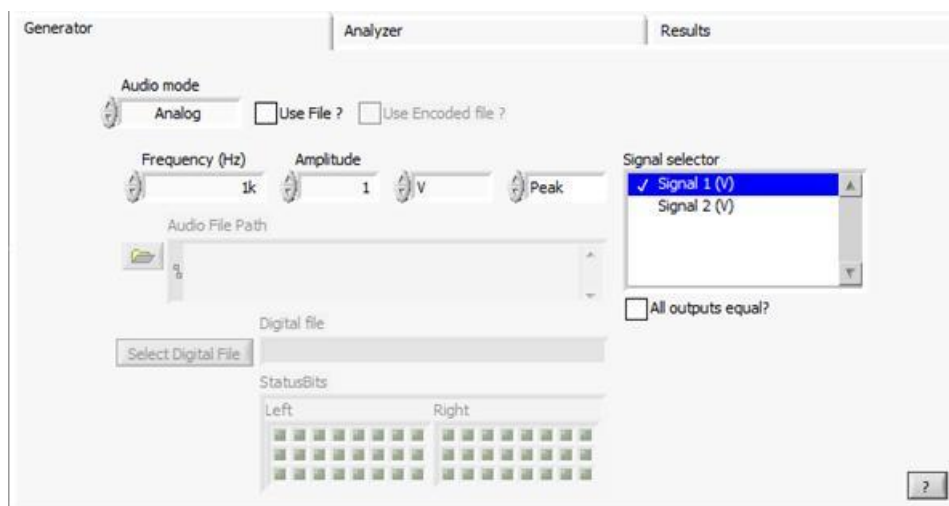 Generator Analyzer Results
Audio mode
Analog Use File ? Use Encoded file ?
Frequency (Hz) Amplitude Signal selector
1k 1 V Peak ✓ Signal 1 (V)
Signal 2 (V)
Audio File Path
All outputs equal?
Digital file
Select Digital File
StatusBits
Left Right
?